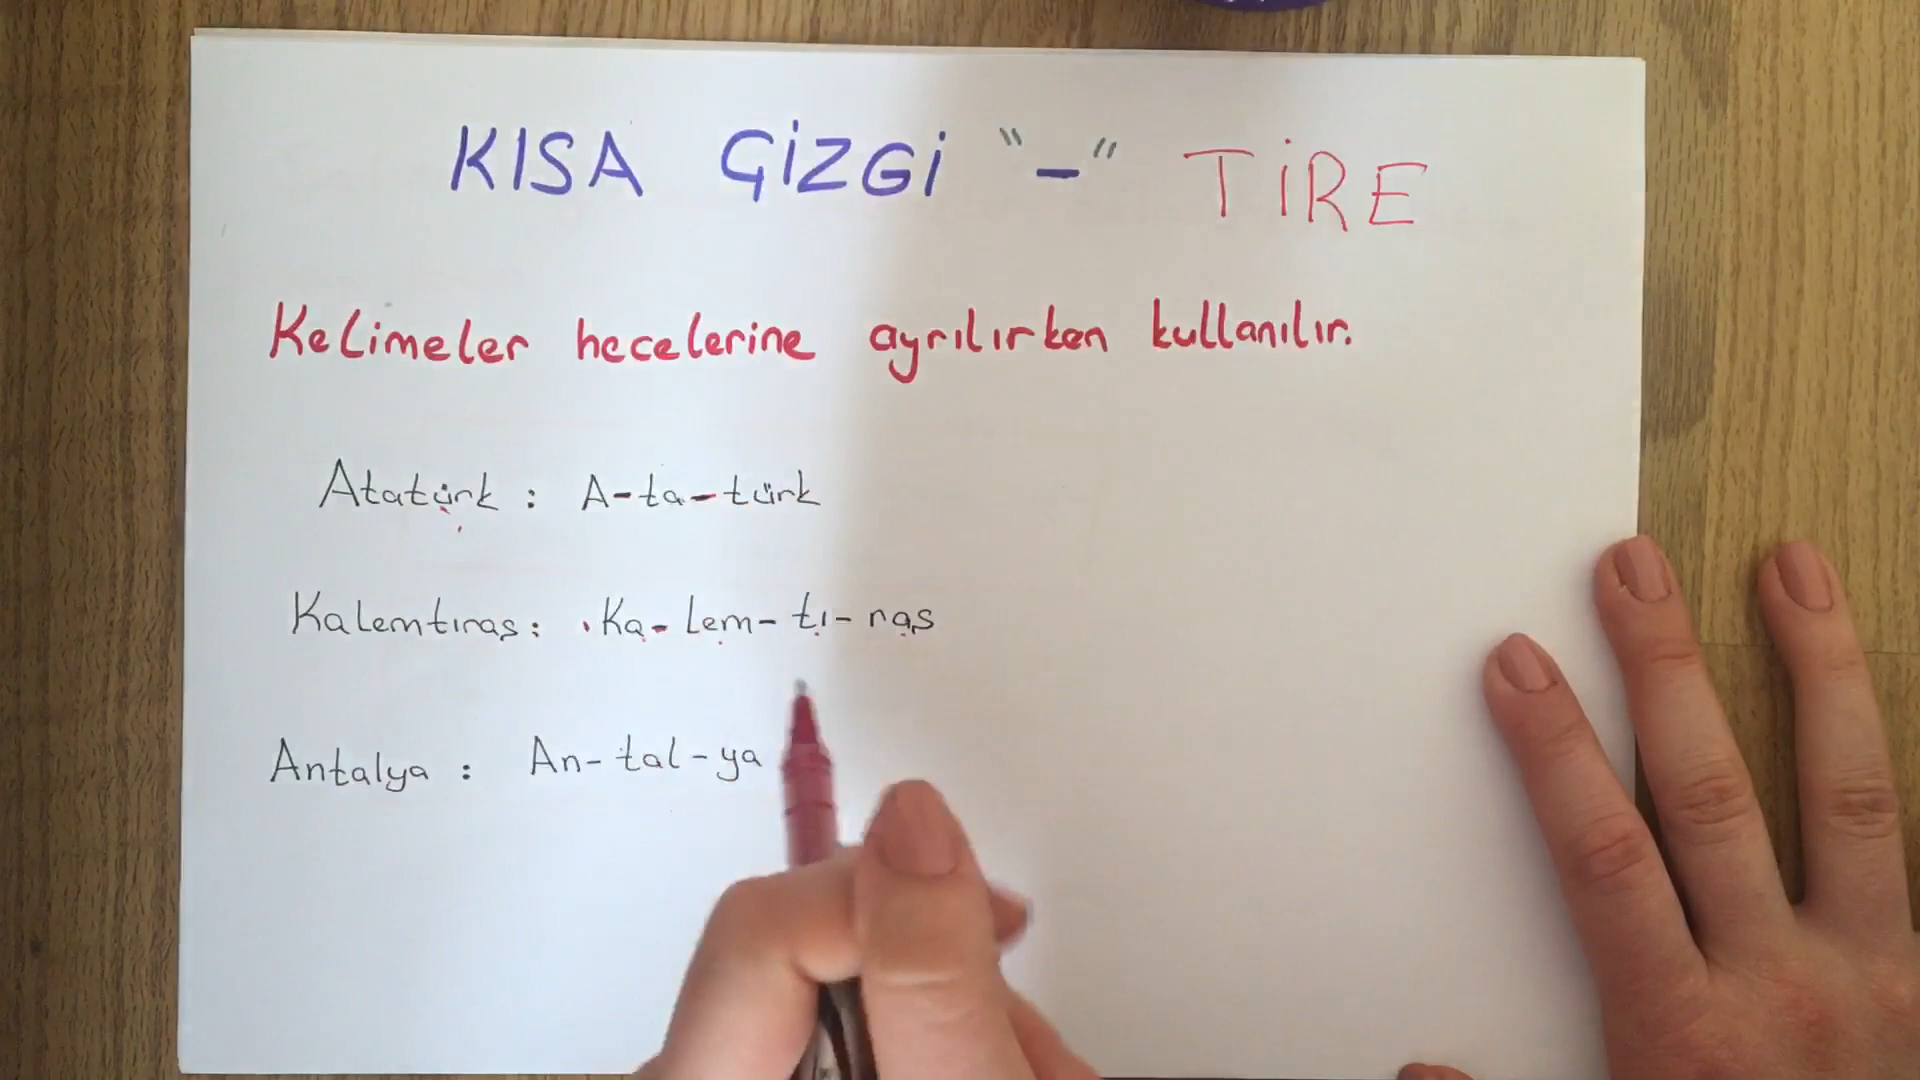 KISA ÇİZGİ "-" TİRE
Kelimeler hecelerine ayrılırken kullanılır.
Atatürk : A-ta-türk
Kalemtıraş: Ka-lem-tı-raş
Antalya : An-tal-ya